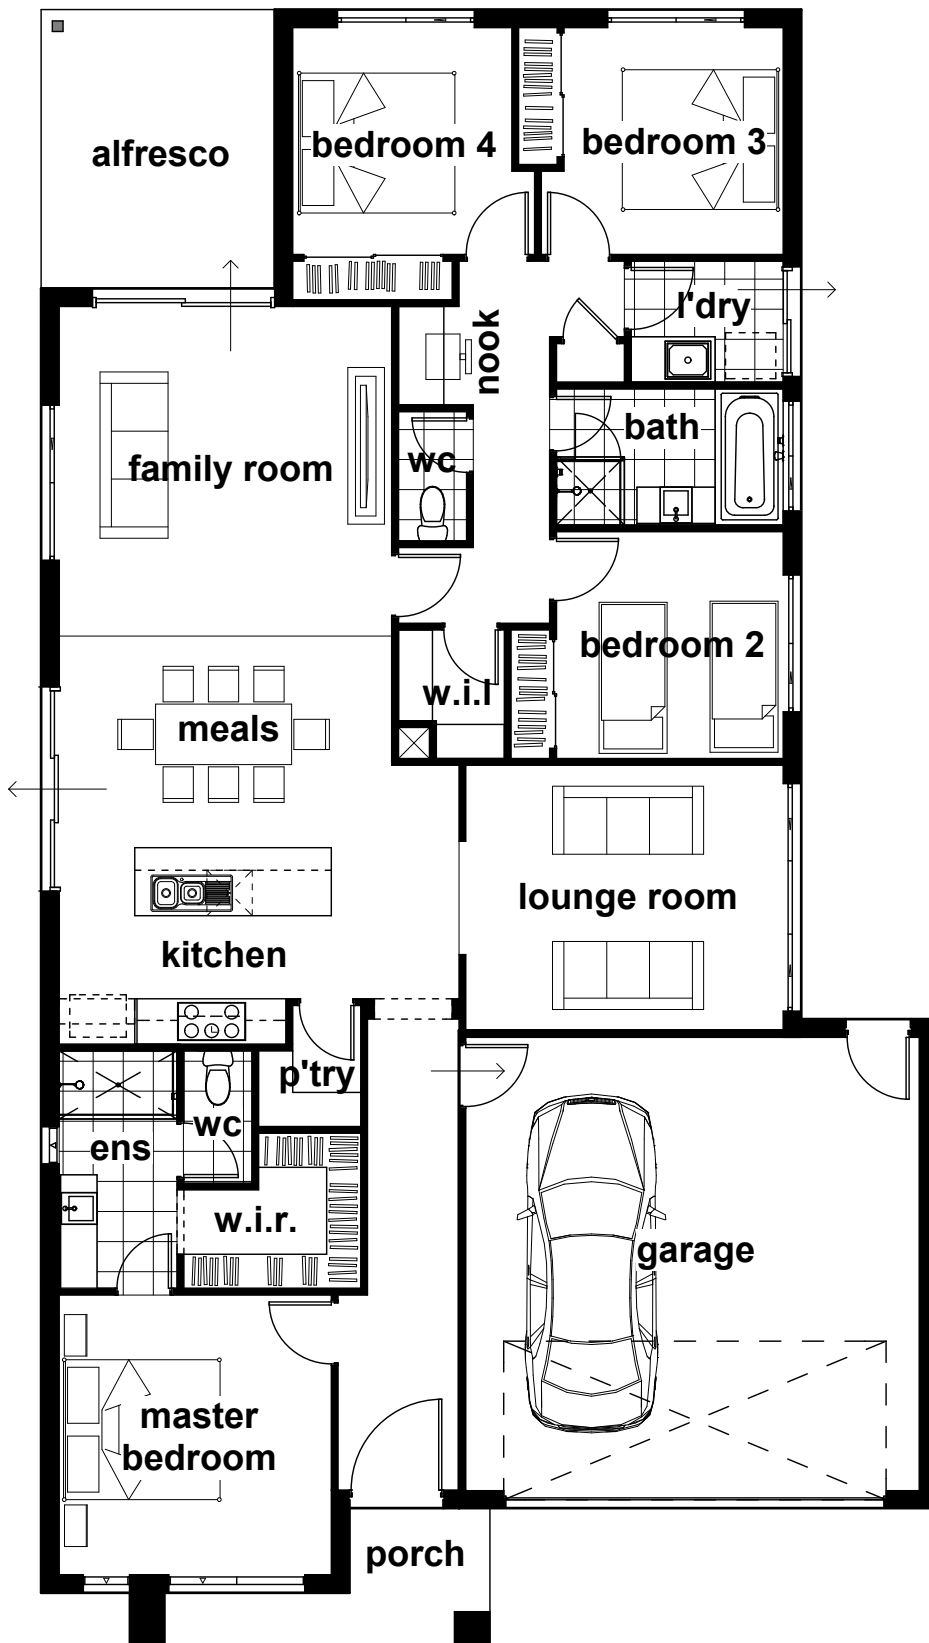 bedroom 4
bedroom 3
alfresco
l'dry
nook
bath
wc
family room
bedroom 2
w.i.l
meals
lounge room
kitchen
p'try
wc
ens
w.i.r.
garage
master
bedroom
porch